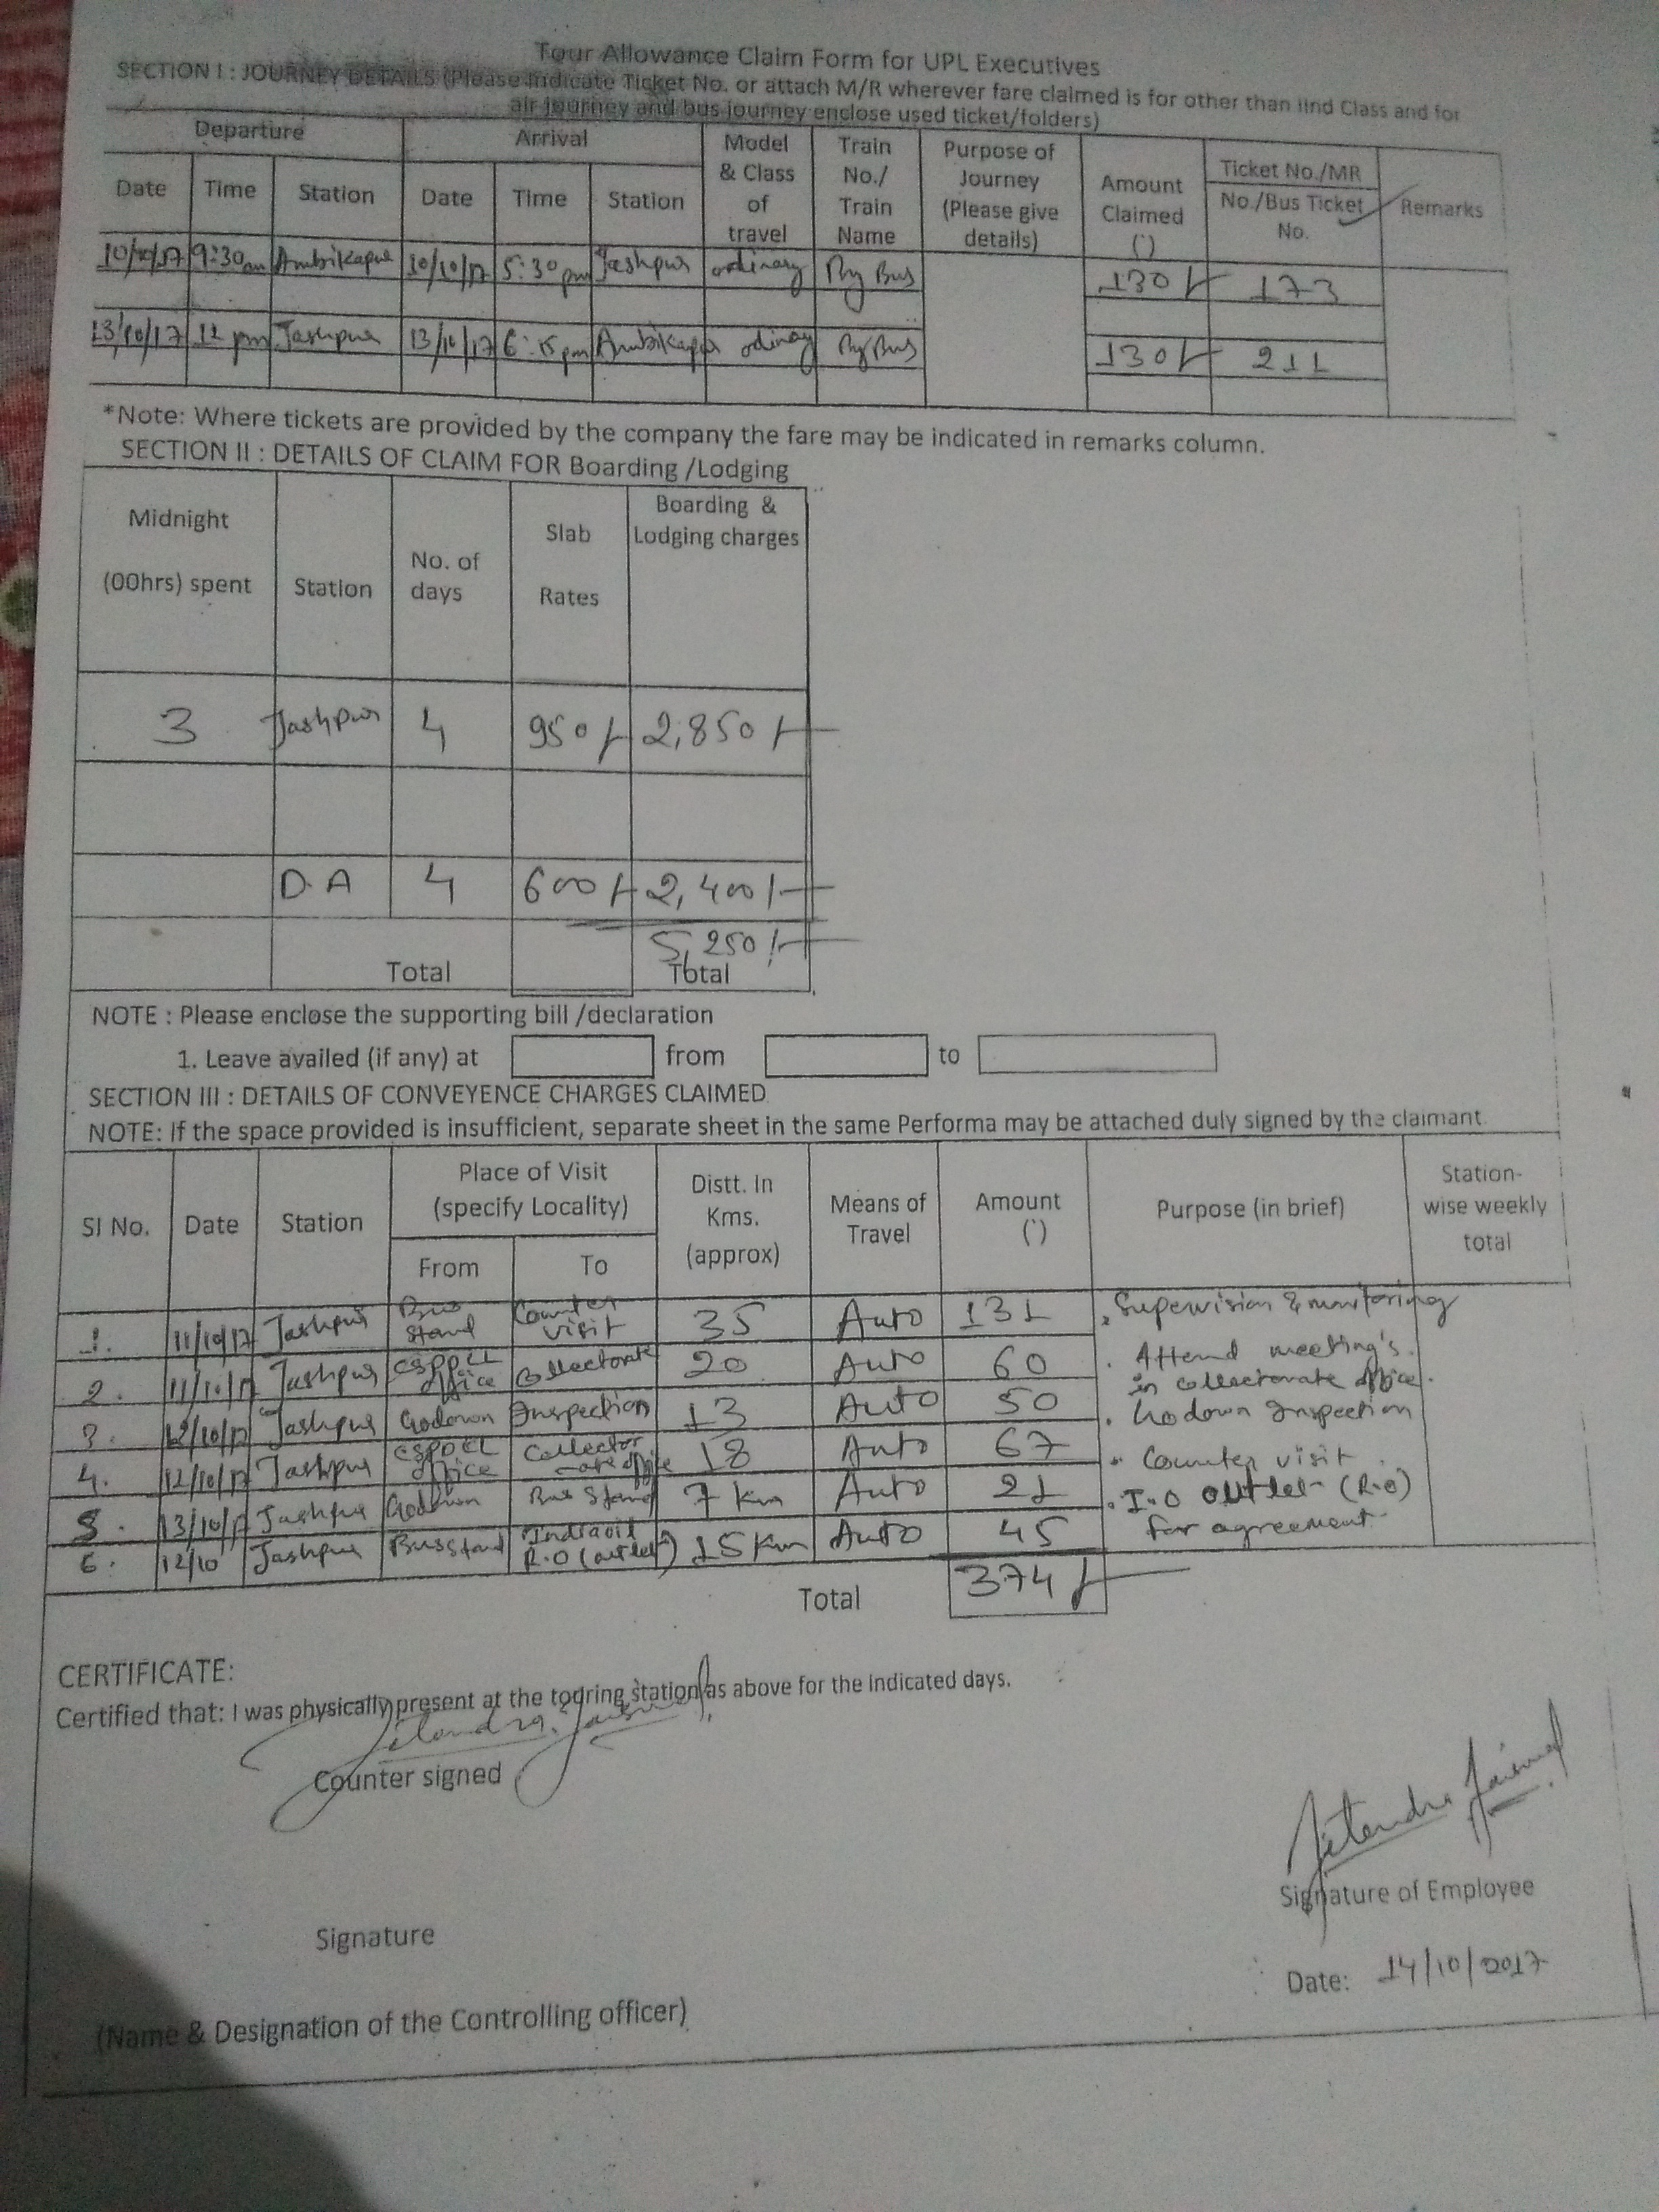 Tour Allowance Claim Form for UPL Executives
SECTION I : JOURNEY DETAILS (Please Indicate Ticket No. or attach M/R wherever fare claimed is for other than IInd Class and for
air journey and bus journey enclose used ticket/folders)
Departure Arrival Model & Class of travel Train No./ Train Name Purpose of Journey (Please give details) Amount Claimed (`) Ticket No./MR No./Bus Ticket No. Remarks
Date Time Station Date Time Station
10/10/17 9:30am Ambikapur 10/10/17 5:30 pm Jashpur ordinary By Bus 130/- 173
13/10/17 12 pm Jashpur 13/10/17 6:15pm Ambikapur odinay By Bus 130/- 211
*Note: Where tickets are provided by the company the fare may be indicated in remarks column.
SECTION II : DETAILS OF CLAIM FOR Boarding /Lodging
Midnight (00hrs) spent Station No. of days Slab Rates Boarding & Lodging charges
3 Jashpur 4 950/- 2,850/-
D.A 4 600/- 2,400/-
5,250/-
Total Total
NOTE : Please enclose the supporting bill /declaration
1. Leave availed (if any) at from to
SECTION III : DETAILS OF CONVEYENCE CHARGES CLAIMED
NOTE: If the space provided is insufficient, separate sheet in the same Performa may be attached duly signed by the claimant
Sl No. Date Station Place of Visit (specify Locality) Distt. In Kms. (approx) Means of Travel Amount (`) Purpose (in brief) Station-wise weekly total
From To
1. 11/10/17 Jashpur Bus stand Counter visit 35 Auto 131 . Supervision & monitoring
2. 11/10/17 Jashpur CSPDCL office Collectorate 20 Auto 60 . Attend meeting's in collectorate office.
3. 12/10/17 Jashpur Godown Inspection 13 Auto 50 . Godown Inspection
4. 12/10/17 Jashpur CSPDCL office Collector -ate office 18 Auto 67 . Counter visit
5. 13/10/17 Jashpur Godown Bus Stand 7 Km Auto 21 . I.O outlet (R.O)
6. 12/10 Jashpur Bus stand R.O (outlet) 15 Km Auto 45 for agreement
Total 374/-
CERTIFICATE:
Certified that: I was physically present at the touring station as above for the indicated days.
Jitendra Jaiswal
Counter signed
Jitendra Jaiswal
Signature of Employee
Signature
Date: 14/10/2017
(Name & Designation of the Controlling officer)